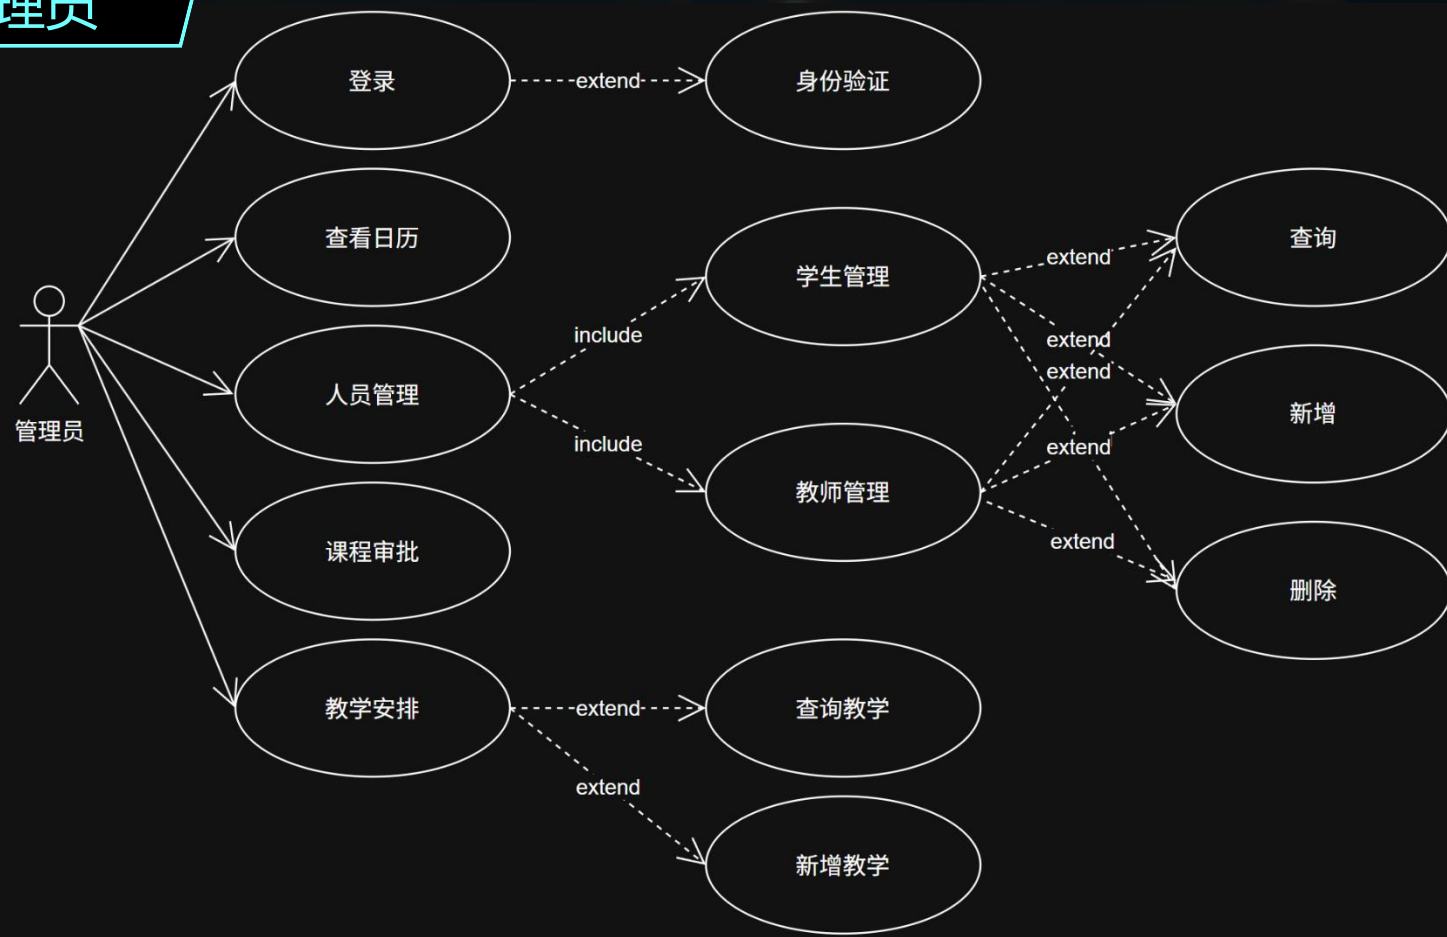 理员
登录
extend
身份验证
查看日历
查询
学生管理
extend
include
extend
extend
人员管理
新增
管理员
include
extend
教师管理
extend
课程审批
删除
教学安排
extend
查询教学
extend
新增教学